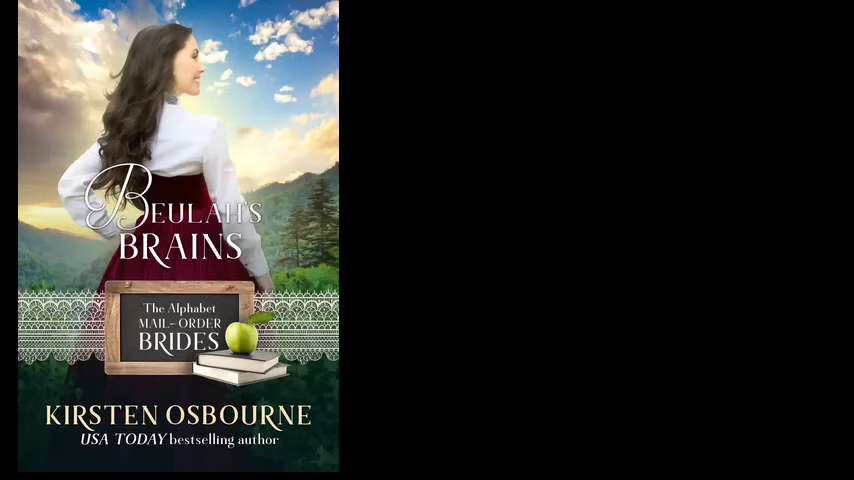 BEULAH'S
BRAINS
The Alphabet
MAIL-ORDER
BRIDES
KIRSTEN OSBOURNE
USA TODAY bestselling author